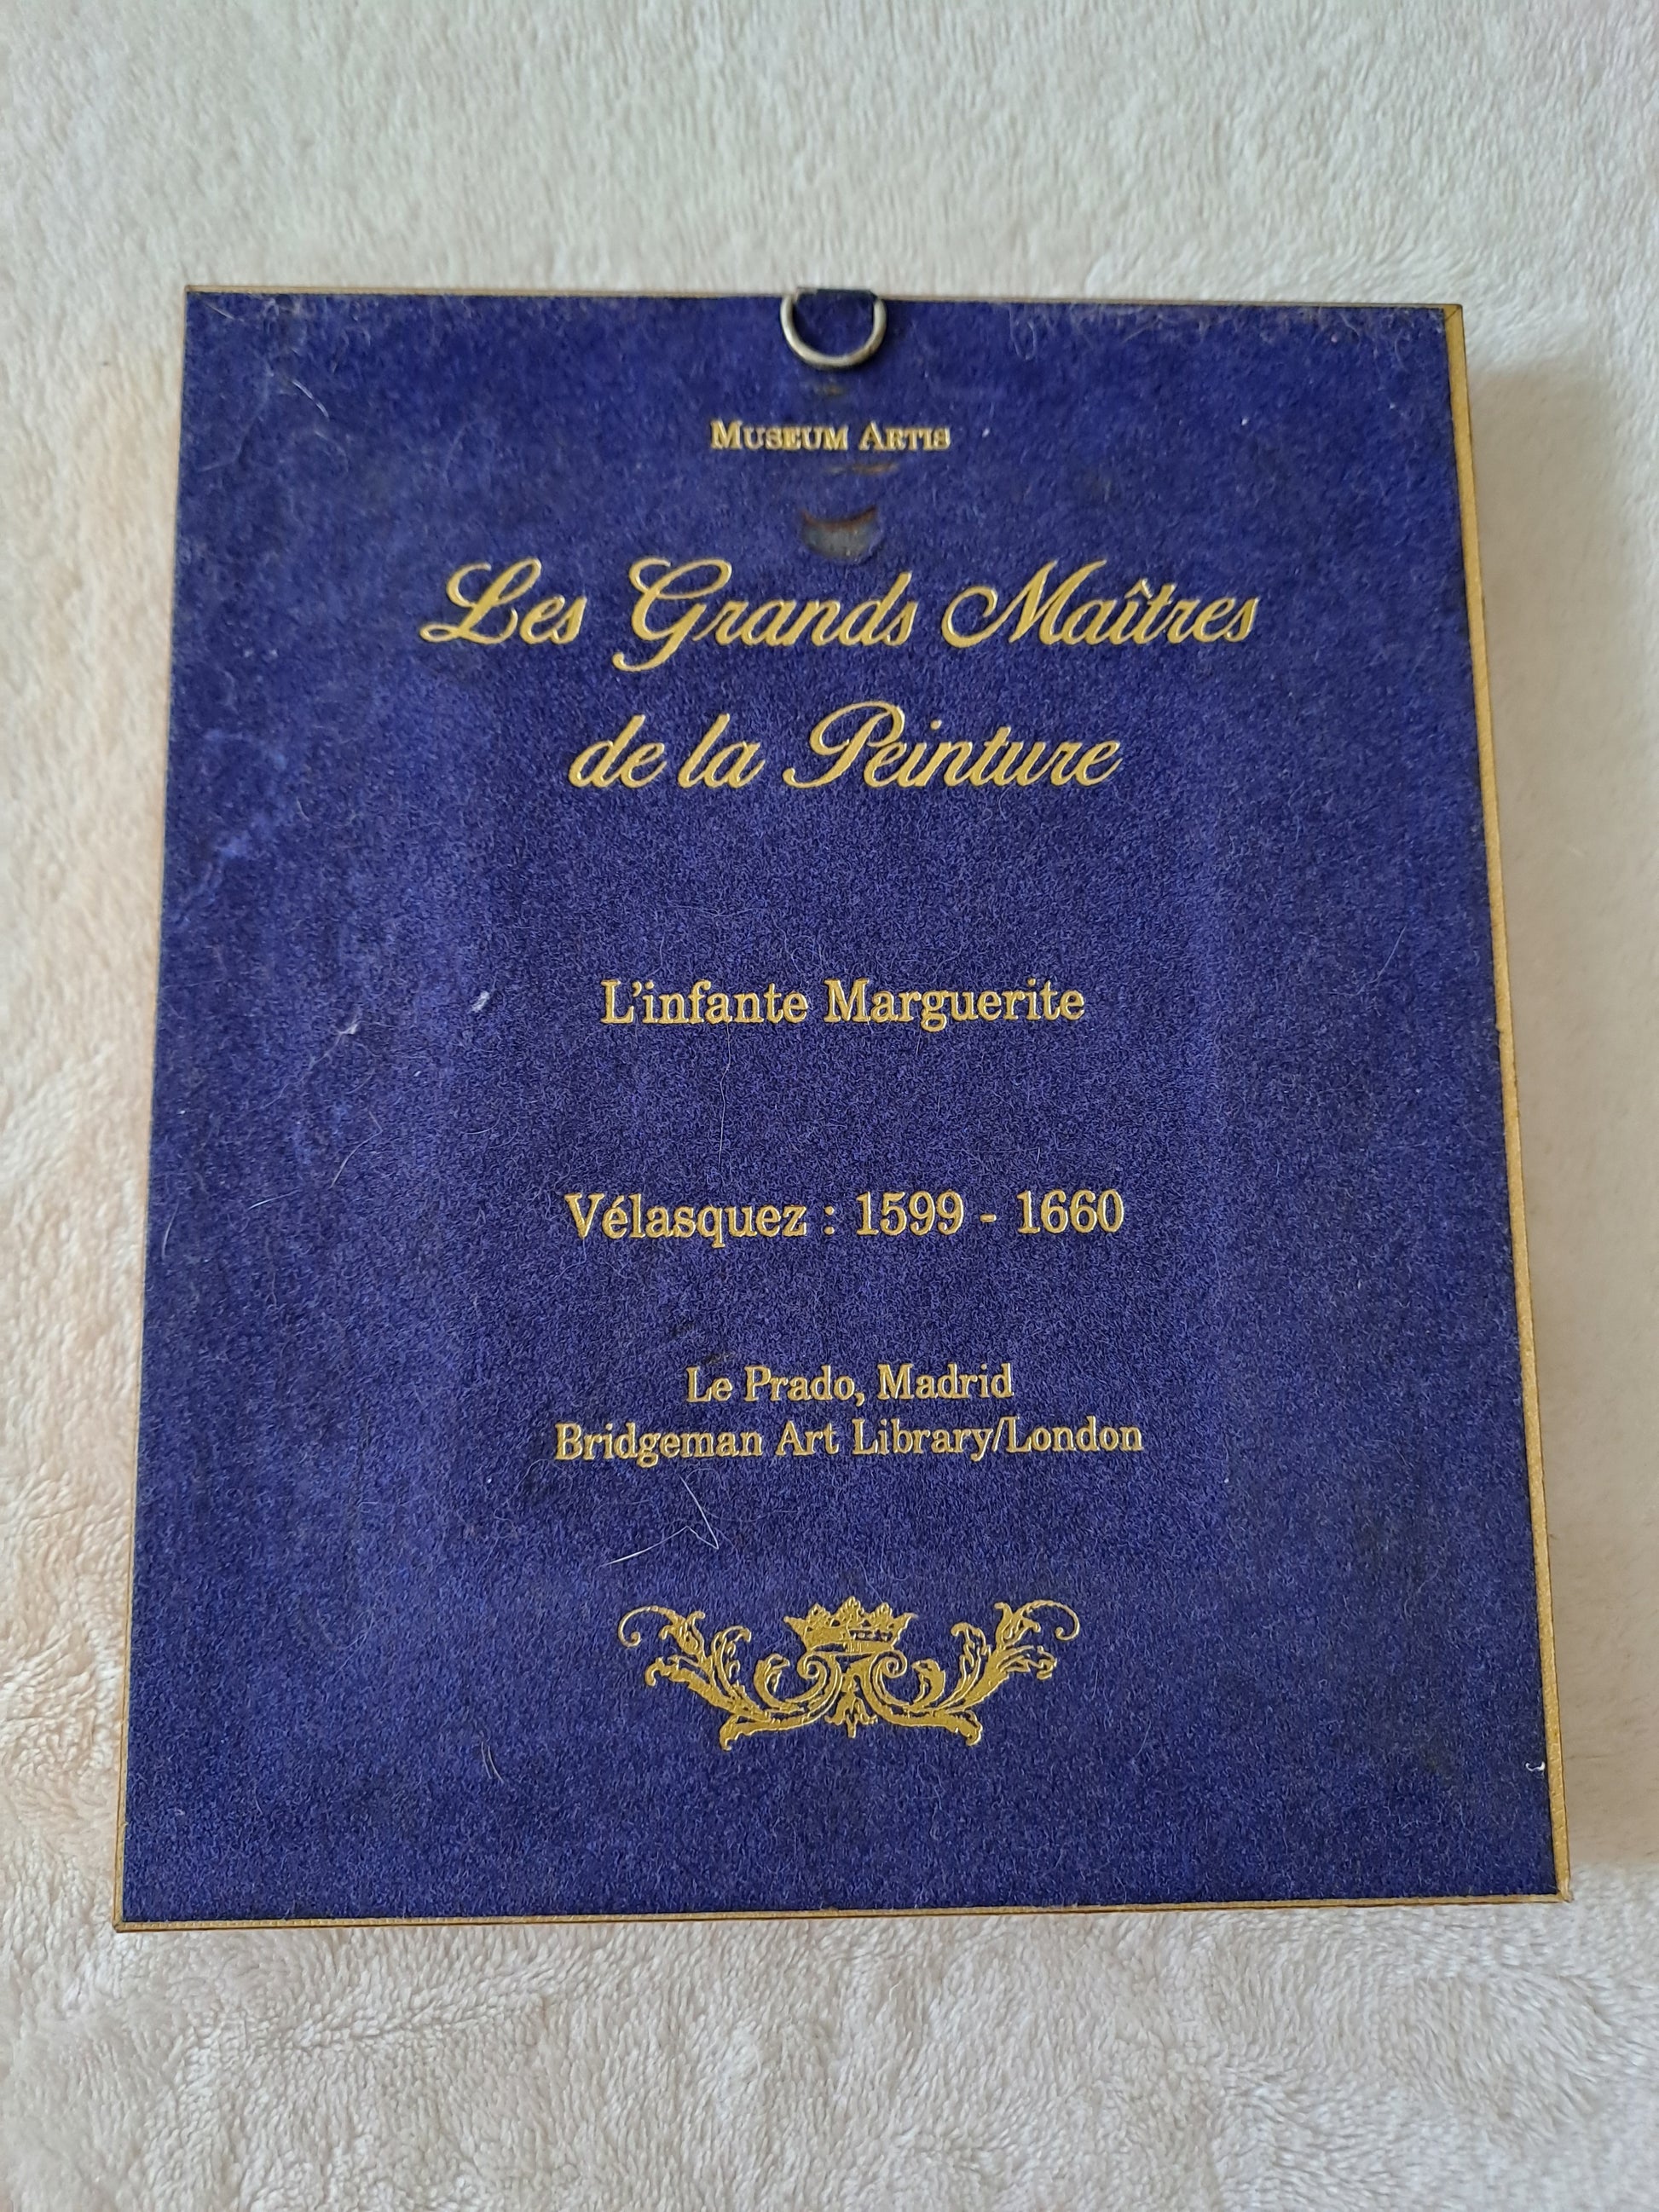 MUSEUM ARTIS
Les Grands Maîtres
de la Peinture
L'infante Marguerite
Vélasquez : 1599 - 1660
Le Prado, Madrid
Bridgeman Art Library/London